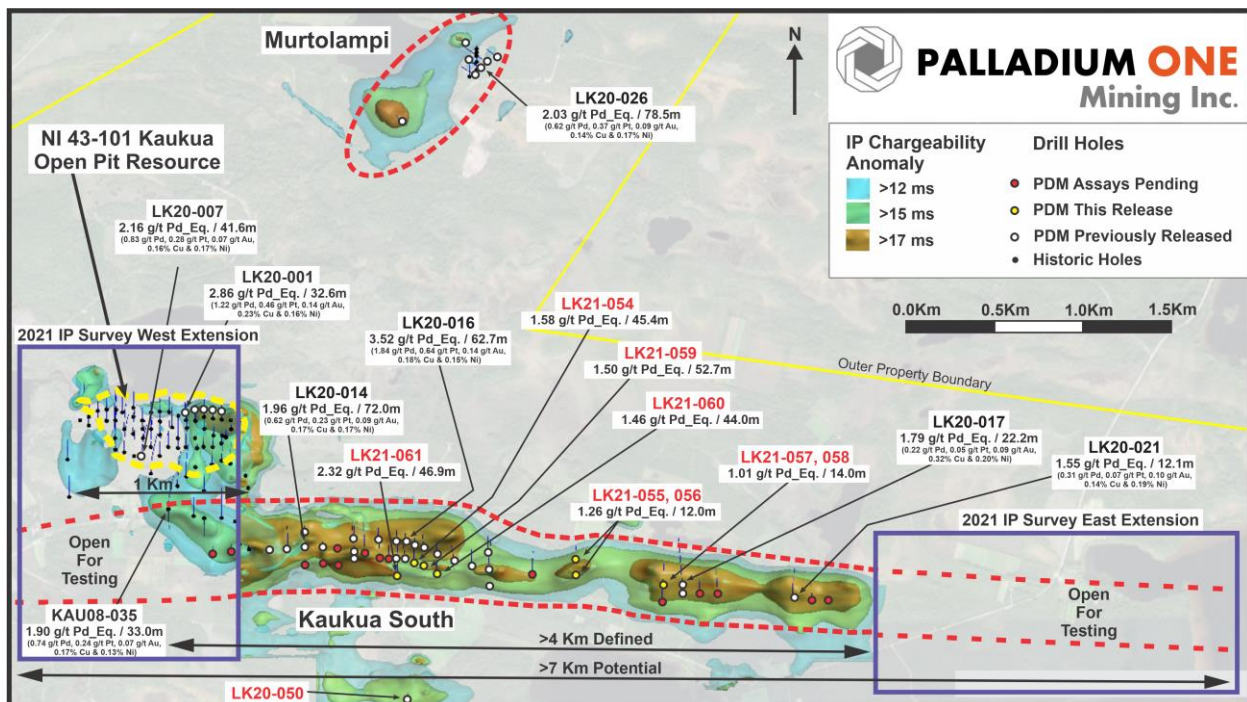 Murtolampi
N
PALLADIUM ONE
Mining Inc.
LK20-026
2.03 g/t Pd_Eq. / 78.5m
(0.62 g/t Pd, 0.37 g/t Pt, 0.09 g/t Au,
0.14% Cu & 0.17% Ni)
IP Chargeability
Anomaly
>12 ms
>15 ms
>17 ms
Drill Holes
PDM Assays Pending
PDM This Release
PDM Previously Released
Historic Holes
0.0Km 0.5Km 1.0Km 1.5Km
NI 43-101 Kaukua
Open Pit Resource
LK20-007
2.16 g/t Pd_Eq. / 41.6m
(0.83 g/t Pd, 0.28 g/t Pt, 0.07 g/t Au,
0.16% Cu & 0.17% Ni)
LK20-001
2.86 g/t Pd_Eq. / 32.6m
(1.22 g/t Pd, 0.46 g/t Pt, 0.14 g/t Au,
0.23% Cu & 0.16% Ni)
2021 IP Survey West Extension
LK20-016
3.52 g/t Pd_Eq. / 62.7m
(1.84 g/t Pd, 0.64 g/t Pt, 0.14 g/t Au,
0.18% Cu & 0.15% Ni)
LK21-054
1.58 g/t Pd_Eq. / 45.4m
LK21-059
1.50 g/t Pd_Eq. / 52.7m
LK21-060
1.46 g/t Pd_Eq. / 44.0m
Outer Property Boundary
LK20-014
1.96 g/t Pd_Eq. / 72.0m
(0.62 g/t Pd, 0.23 g/t Pt, 0.09 g/t Au,
0.17% Cu & 0.17% Ni)
LK21-061
2.32 g/t Pd_Eq. / 46.9m
LK21-055, 056
1.26 g/t Pd_Eq. / 12.0m
LK21-057, 058
1.01 g/t Pd_Eq. / 14.0m
LK20-017
1.79 g/t Pd_Eq. / 22.2m
(0.22 g/t Pd, 0.05 g/t Pt, 0.09 g/t Au,
0.32% Cu & 0.20% Ni)
LK20-021
1.55 g/t Pd_Eq. / 12.1m
(0.31 g/t Pd, 0.07 g/t Pt, 0.10 g/t Au,
0.14% Cu & 0.19% Ni)
1 Km
2021 IP Survey East Extension
Open
For
Testing
Open
For
Testing
KAU08-035
1.90 g/t Pd_Eq. / 33.0m
(0.74 g/t Pd, 0.24 g/t Pt, 0.07 g/t Au,
0.17% Cu & 0.13% Ni)
Kaukua South
>4 Km Defined
>7 Km Potential
LK20-050